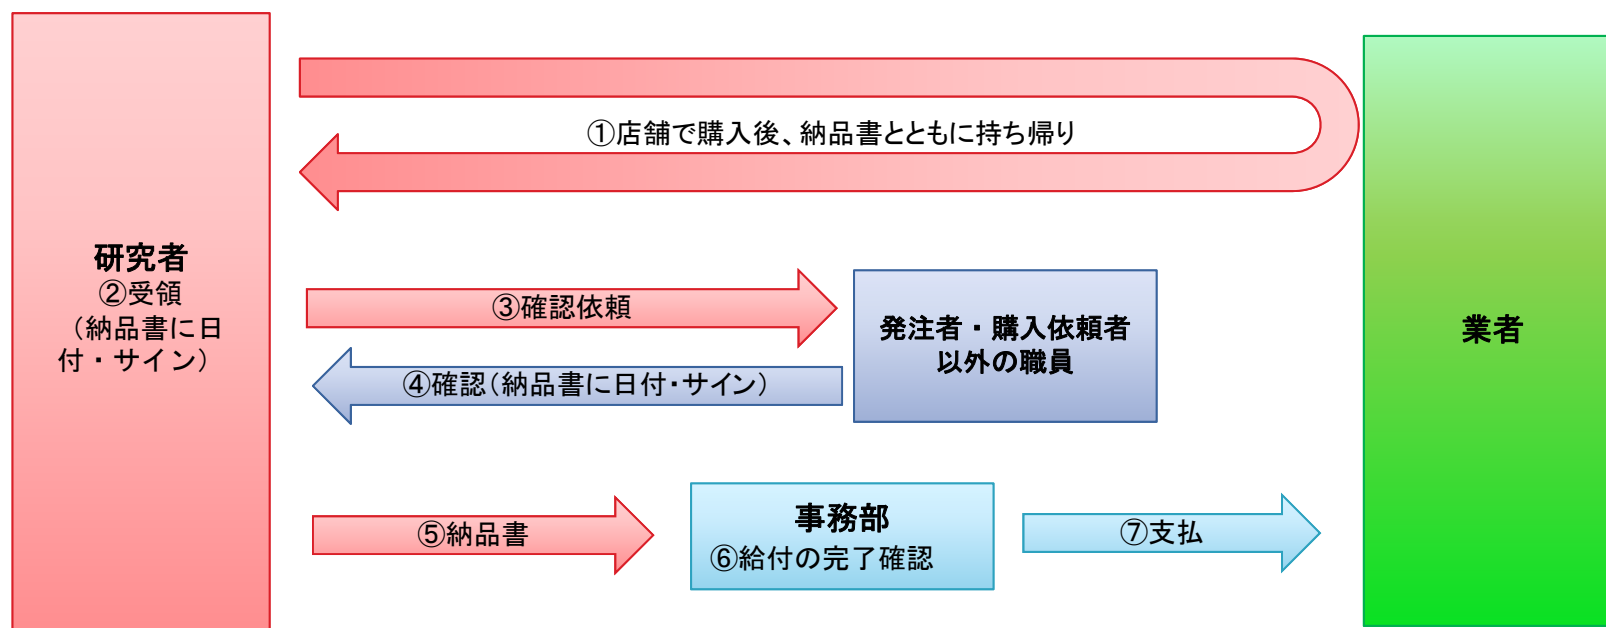 ①店舗で購入後、納品書とともに持ち帰り
研究者
②受領
（納品書に日
付・サイン）
③確認依頼
発注者・購入依頼者
以外の職員
④確認（納品書に日付・サイン）
業者
⑤納品書
事務部
⑥給付の完了確認
⑦支払